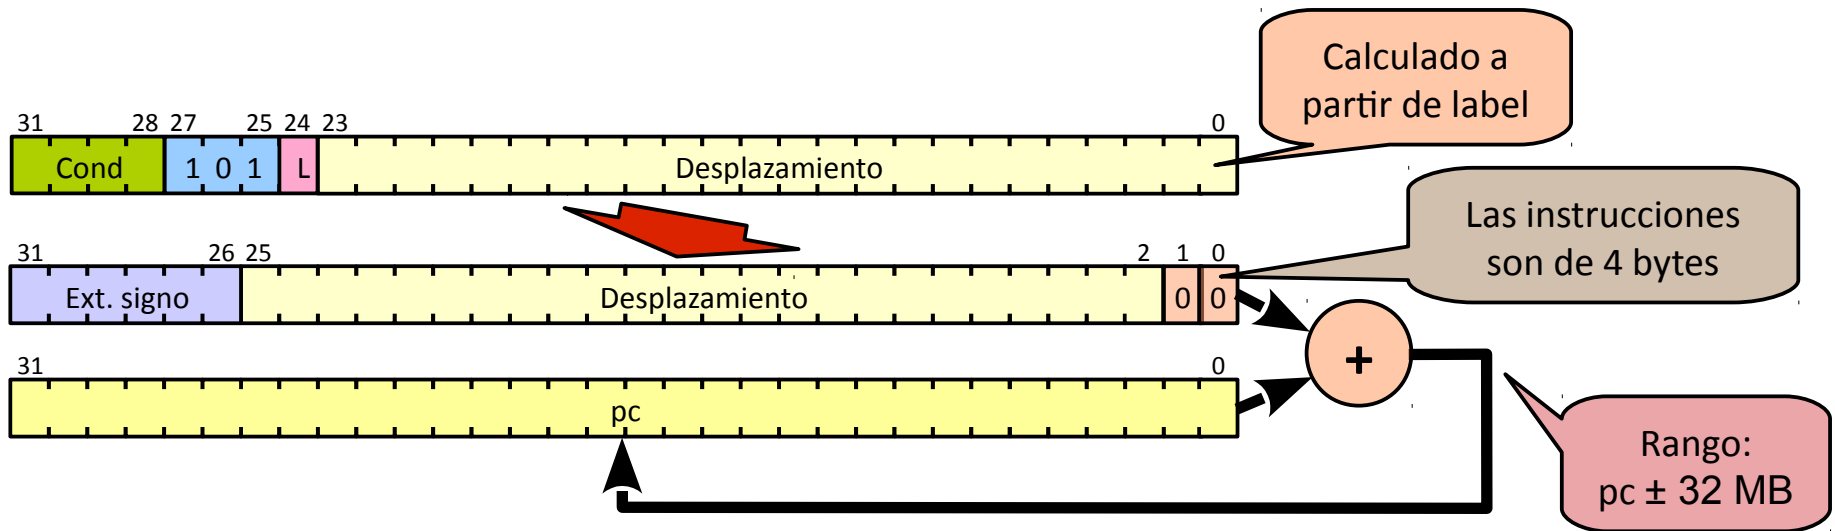 Calculado a
partir de label
31 28 27 25 24 23 0
Cond 1 0 1 L Desplazamiento
Las instrucciones
son de 4 bytes
31 26 25 2 1 0
Ext. signo Desplazamiento 0 0
+
31 0
pc
Rango:
pc ± 32 MB